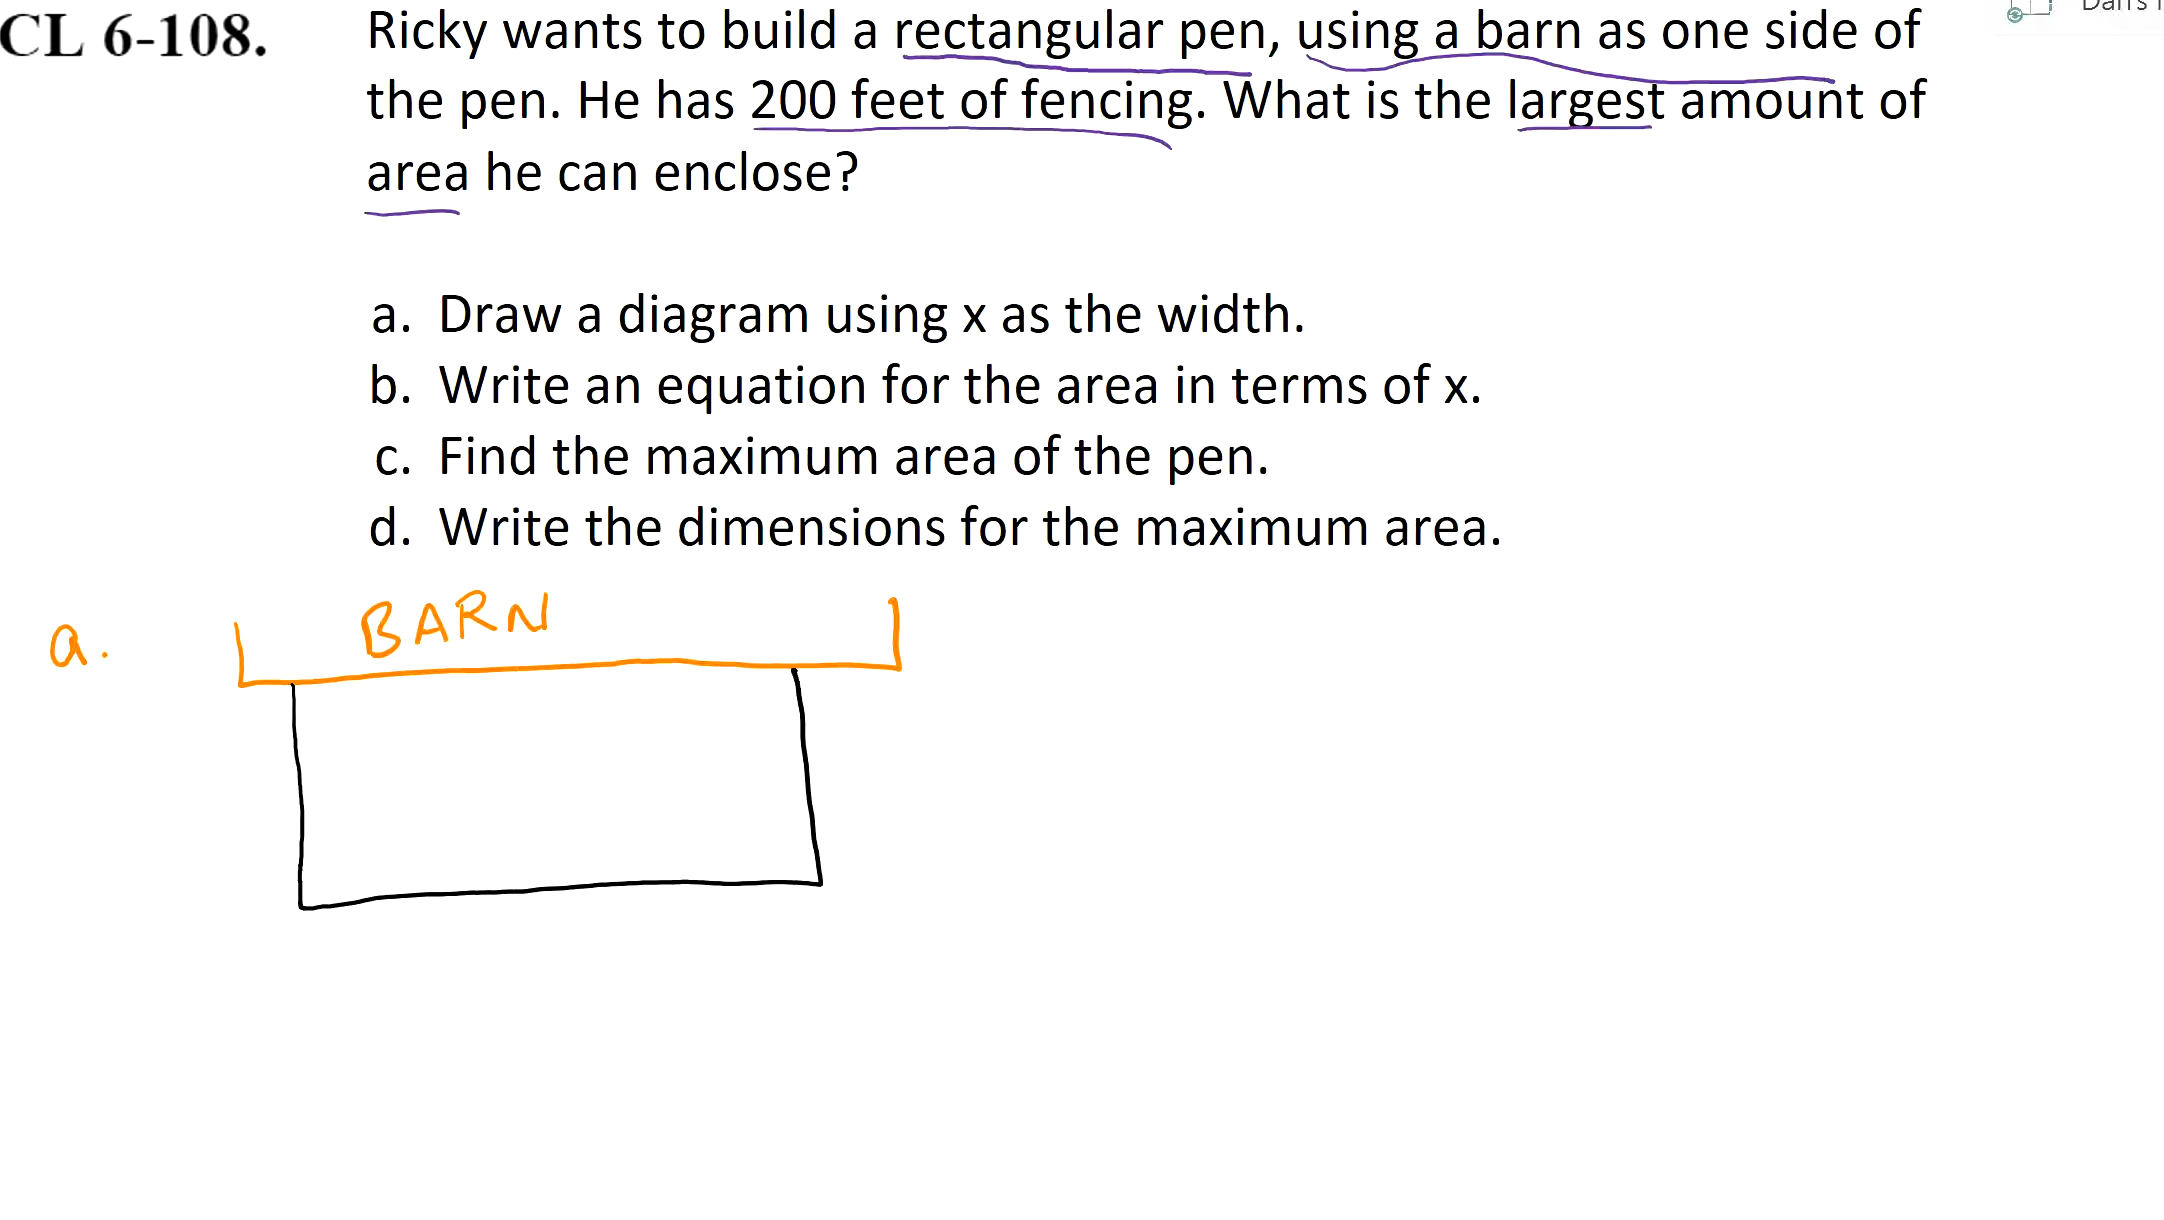 CL 6-108. Ricky wants to build a rectangular pen, using a barn as one side of
the pen. He has 200 feet of fencing. What is the largest amount of
area he can enclose?
a. Draw a diagram using x as the width.
b. Write an equation for the area in terms of x.
c. Find the maximum area of the pen.
d. Write the dimensions for the maximum area.
a. BARN